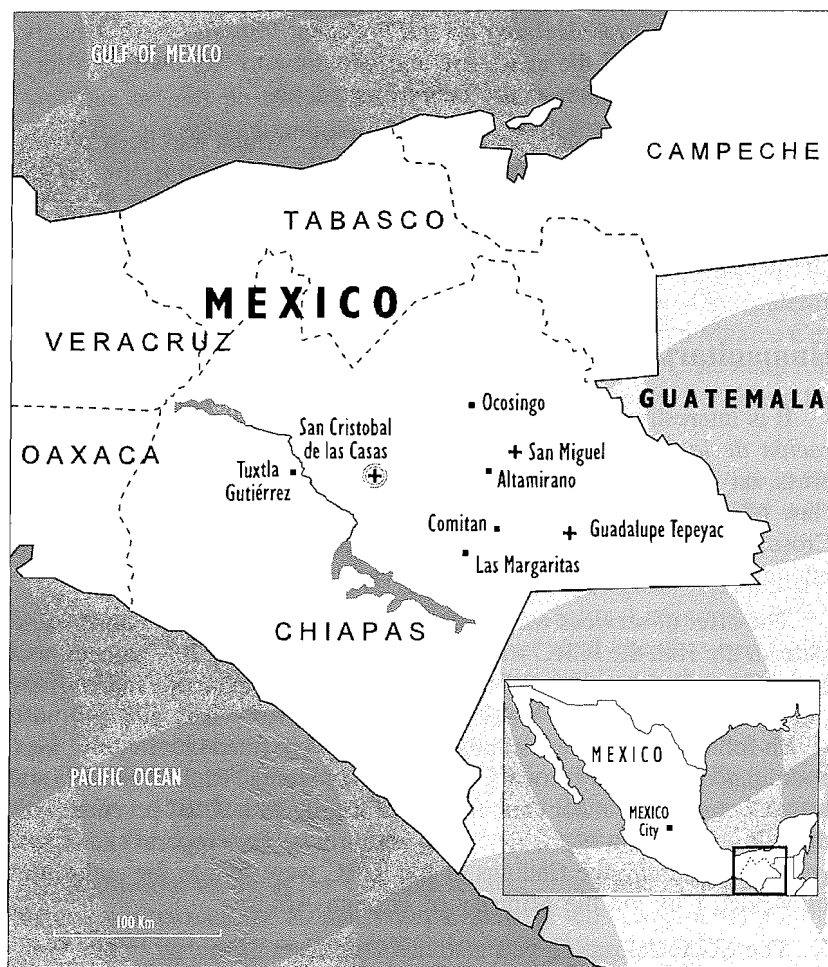 GULF OF MEXICO
CAMPECHE
TABASCO
MEXICO
VERACRUZ
GUATEMALA
Ocosingo
San Cristobal
de las Casas
OAXACA
San Miguel
Tuxtla
Gutiérrez
Altamirano
Comitan
Guadalupe Tepeyac
Las Margaritas
CHIAPAS
PACIFIC OCEAN
MEXICO
MEXICO
City
100 Km